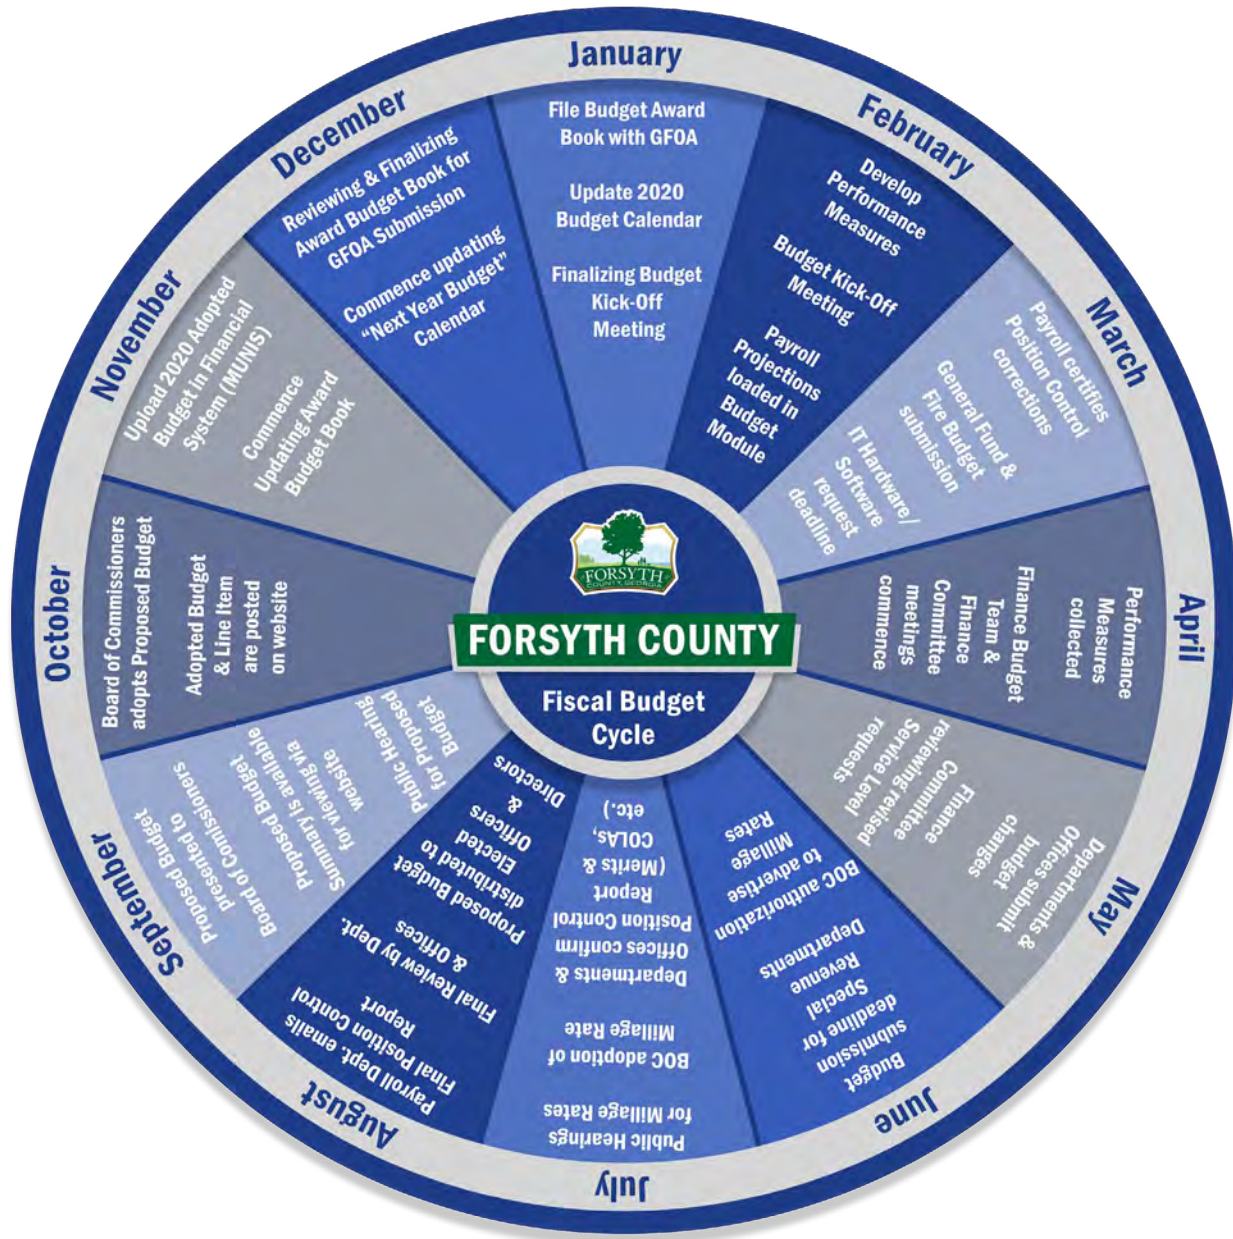 January
File Budget Award
Book with GFOA
Update 2020
Budget Calendar
Finalizing Budget
Kick-Off
Meeting
February
Develop
Performance
Measures
Budget Kick-Off
Meeting
Payroll
Projections
loaded in
Budget
Module
March
Payroll certifies
Position Control
corrections
General Fund &
Fire Budget
submission
IT Hardware/
Software
request
deadline
April
Performance
Measures
collected
Finance Budget
Team &
Finance
Committee
meetings
commence
May
Departments &
Offices submit
budget
changes
Finance
Committee
reviewing revised
Service Level
requests
June
Budget
submission
deadline for
Special
Revenue
Departments
BOC authorization
to advertise
Millage
Rates
July
Public Hearings
for Millage Rates
BOC adoption of
Millage Rate
Departments &
Offices confirm
Position Control
Report
(Merits &
COLAs,
etc.)
August
Payroll Dept. emails
Final Position Control
Report
Final Review by Dept.
& Offices
Proposed Budget
distributed to
Elected
Officers
&
Directors
September
Proposed Budget
presented to
Board of Commissioners
Proposed Budget
Summary is available
for viewing via
website
Public Hearing
for Proposed
Budget
October
Board of Commissioners
adopts Proposed Budget
Adopted Budget
& Line Item
are posted
on website
November
Upload 2020 Adopted
Budget in Financial
System (MUNIS)
Commence
Updating Award
Budget Book
December
Reviewing & Finalizing
Award Budget Book for
GFOA Submission
Commence updating
"Next Year Budget"
Calendar
FORSYTH
COUNTY, GEORGIA
FORSYTH COUNTY
Fiscal Budget
Cycle